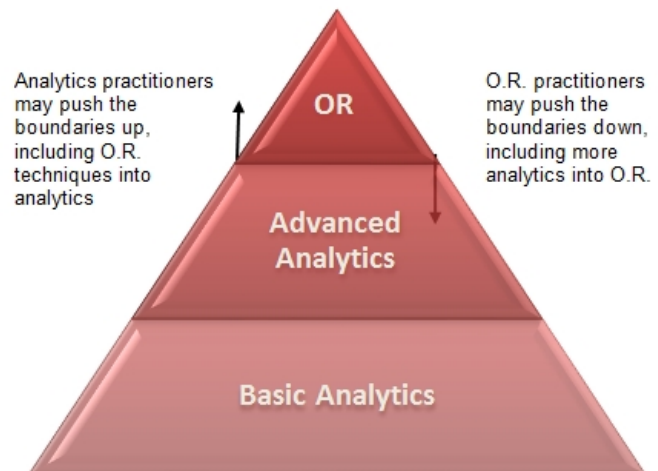 Analytics practitioners
may push the
boundaries up,
including O.R.
techniques into
analytics
OR
O.R. practitioners
may push the
boundaries down,
including more
analytics into O.R.
Advanced
Analytics
Basic Analytics